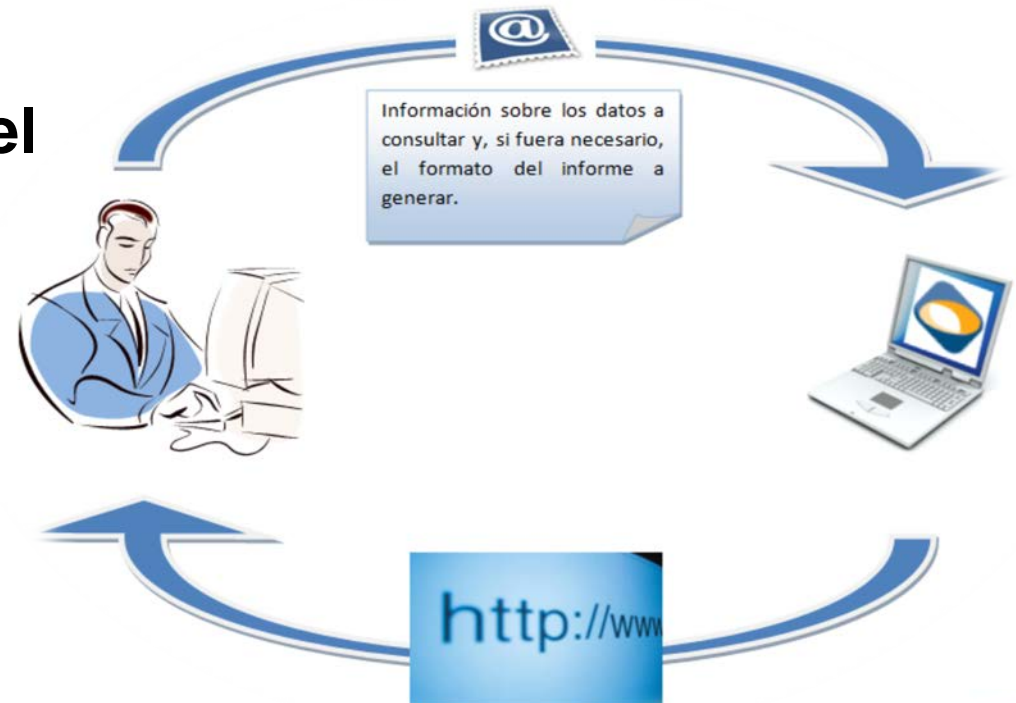 @
el
Información sobre los datos a
consultar y, si fuera necesario,
el formato del informe a
generar.
http://www